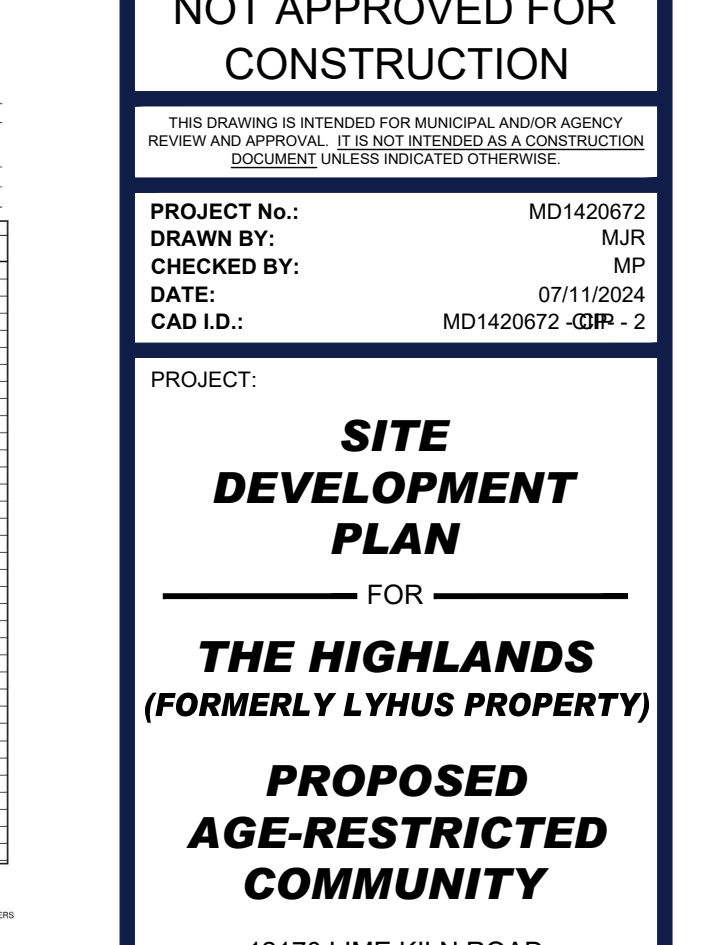 NOT APPROVED FOR
CONSTRUCTION
THIS DRAWING IS INTENDED FOR MUNICIPAL AND/OR AGENCY
REVIEW AND APPROVAL. IT IS NOT INTENDED AS A CONSTRUCTION
DOCUMENT UNLESS INDICATED OTHERWISE.
PROJECT No.: MD1420672
DRAWN BY: MJR
CHECKED BY: MP
DATE: 07/11/2024
CAD I.D.: MD1420672 - - 2
PROJECT:
SITE
DEVELOPMENT
PLAN
FOR
THE HIGHLANDS
(FORMERLY LYHUS PROPERTY)
PROPOSED
AGE-RESTRICTED
COMMUNITY
LIME KILN ROAD